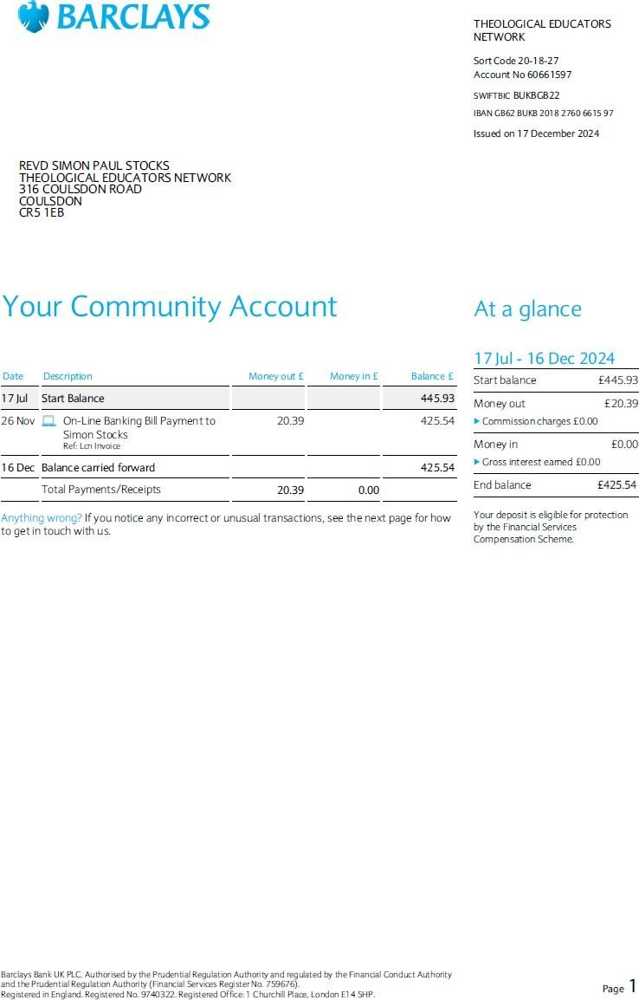 BARCLAYS
THEOLOGICAL EDUCATORS
NETWORK
Sort Code 20-18-27
Account No 60661597
SWIFTBIC BUKBGB22
IBAN GB62 BUKB 2018 2760 6615 97
Issued on 17 December 2024
REVD SIMON PAUL STOCKS
THEOLOGICAL EDUCATORS NETWORK
316 COULSDON ROAD
COULSDON
CR5 1EB
Your Community Account
Date Description Money out £ Money in £ Balance £
17 Jul Start Balance 445.93
26 Nov On-Line Banking Bill Payment to 20.39 425.54
Simon Stocks
Ref: Lcn Invoice
16 Dec Balance carried forward 425.54
Total Payments/Receipts 20.39 0.00
Anything wrong? If you notice any incorrect or unusual transactions, see the next page for how
to get in touch with us.
At a glance
17 Jul - 16 Dec 2024
Start balance £445.93
Money out £20.39
Commission charges £0.00
Money in £0.00
Gross interest earned £0.00
End balance £425.54
Your deposit is eligible for protection
by the Financial Services
Compensation Scheme.
Barclays Bank UK PLC. Authorised by the Prudential Regulation Authority and regulated by the Financial Conduct Authority
and the Prudential Regulation Authority (Financial Services Register No. 759676).
Registered in England. Registered No. 9740322. Registered Office: 1 Churchill Place, London E14 5HP.
Page 1